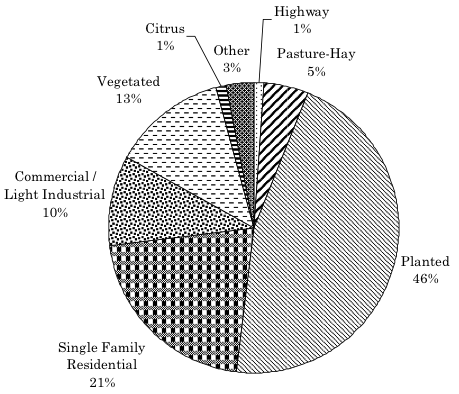 Highway
1%
Citrus
1%
Other
3%
Pasture-Hay
5%
Vegetated
13%
Commercial /
Light Industrial
10%
Planted
46%
Single Family
Residential
21%